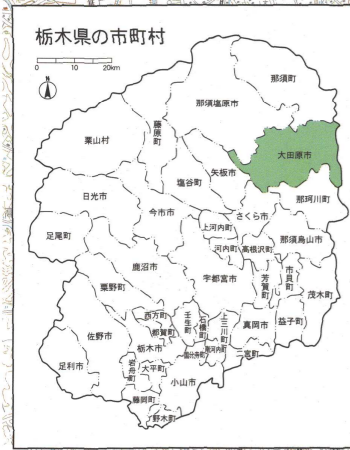 栃木県の市町村
0 10 20km
N
那須町
那須塩原市
藤原町
栗山村
大田原市
矢板市
塩谷町
日光市
那珂川町
今市市
さくら市
足尾町
上河内町
那須烏山市
河内町
高根沢町
鹿沼市
宇都宮市
市貝町
芳賀町
粟野町
茂木町
西方町
壬生町
石橋町
上三川町
真岡市
益子町
都賀町
佐野市
栃木市
国分寺町
南河内町
二宮町
岩舟町
大平町
足利市
小山市
藤岡町
野木町